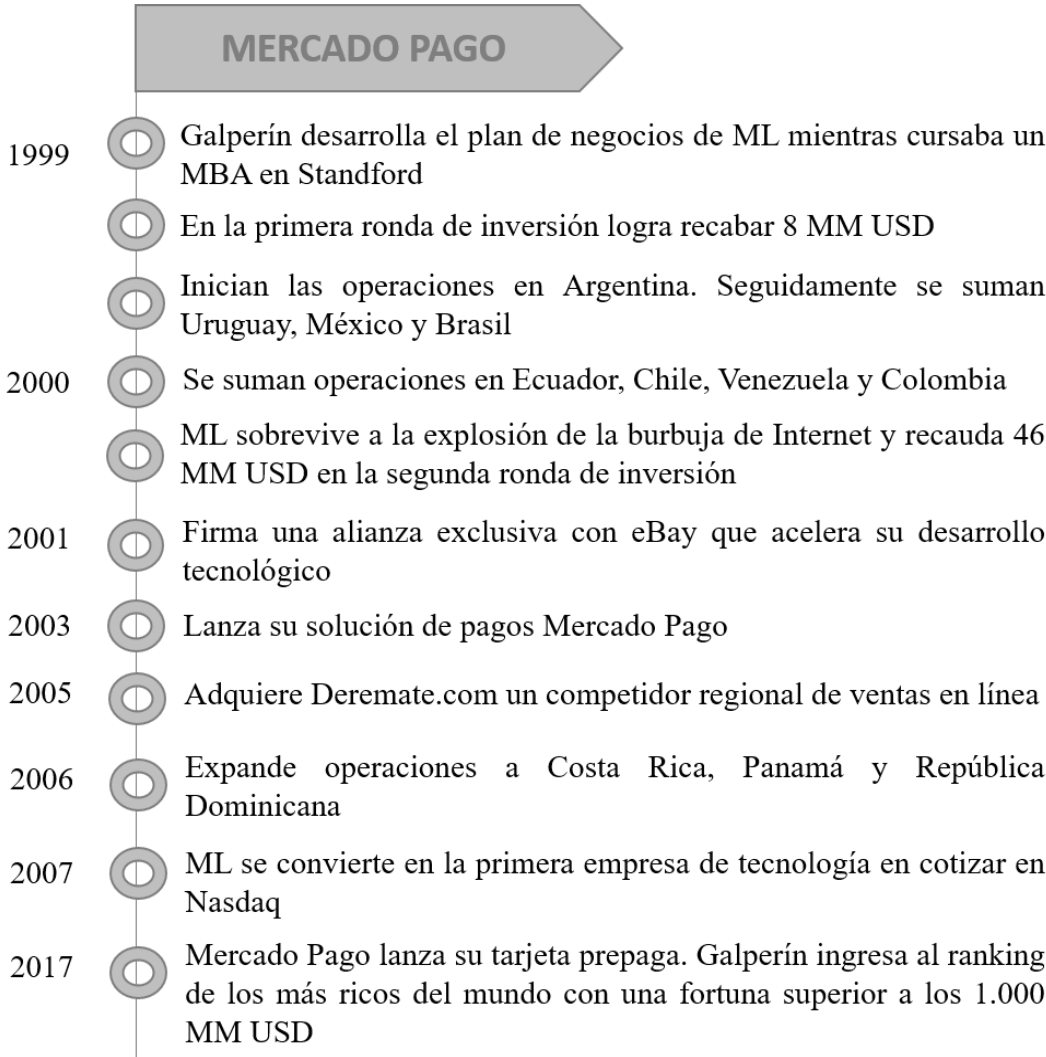 MERCADO PAGO
1999
Galperín desarrolla el plan de negocios de ML mientras cursaba un
MBA en Standford
En la primera ronda de inversión logra recabar 8 MM USD
Inician las operaciones en Argentina. Seguidamente se suman
Uruguay, México y Brasil
2000
Se suman operaciones en Ecuador, Chile, Venezuela y Colombia
ML sobrevive a la explosión de la burbuja de Internet y recauda 46
MM USD en la segunda ronda de inversión
2001
Firma una alianza exclusiva con eBay que acelera su desarrollo
tecnológico
2003
Lanza su solución de pagos Mercado Pago
2005
Adquiere Deremate.com un competidor regional de ventas en línea
2006
Expande operaciones a Costa Rica, Panamá y República
Dominicana
2007
ML se convierte en la primera empresa de tecnología en cotizar en
Nasdaq
2017
Mercado Pago lanza su tarjeta prepaga. Galperín ingresa al ranking
de los más ricos del mundo con una fortuna superior a los 1.000
MM USD